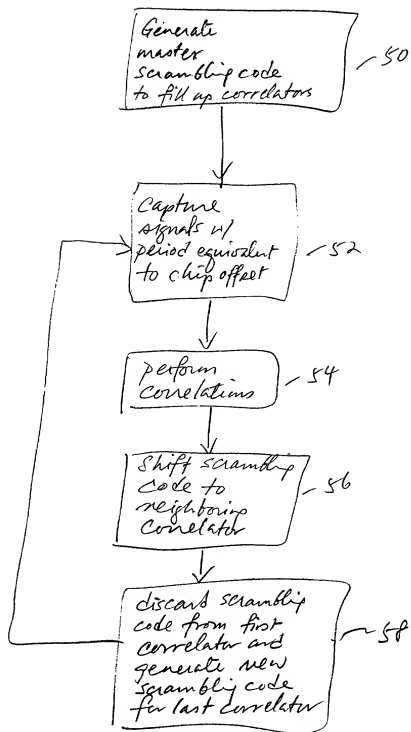 Generate
master
scrambling code
to fill up correlators
50
Capture
signals w/
period equivalent
to chip offset
52
perform
correlations
54
Shift scrambling
code to
neighboring
correlator
56
discard scrambling
code from first
correlator and
generate new
scrambling code
for last correlator
58